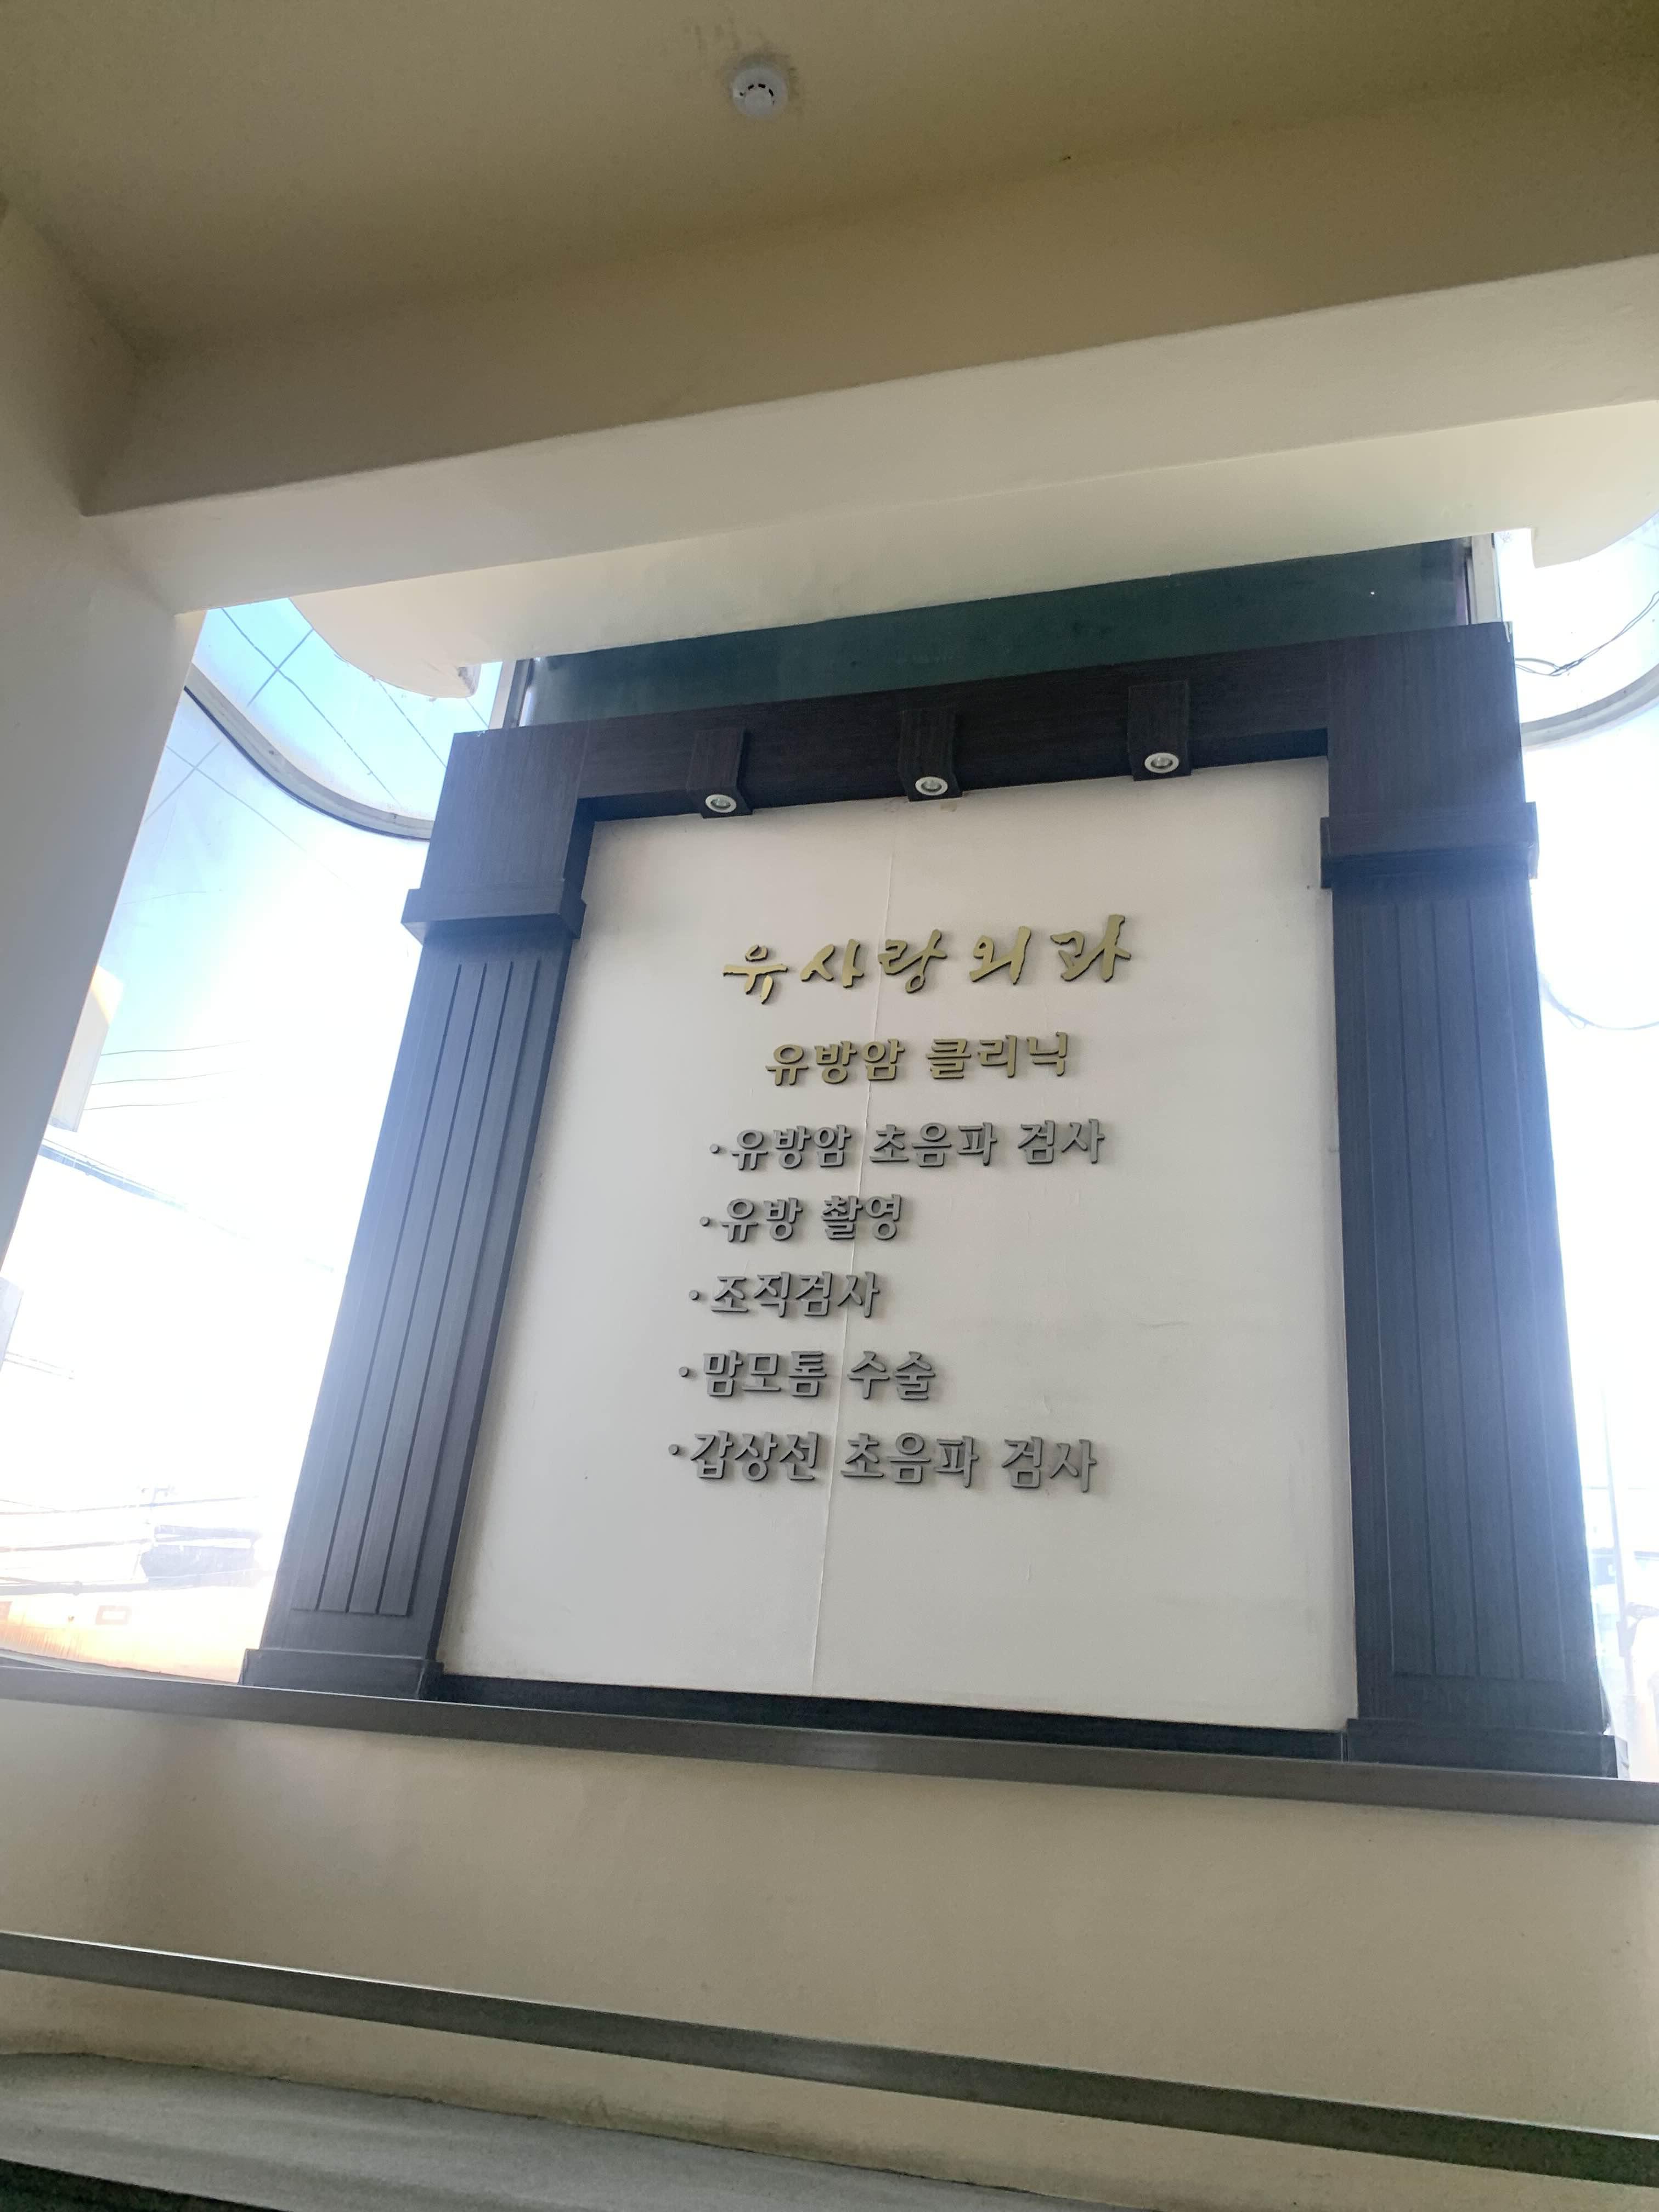 유사랑외과
유방암 클리닉
·유방암 초음파 검사
·유방 촬영
·조직검사
·맘모톰 수술
·갑상선 초음파 검사